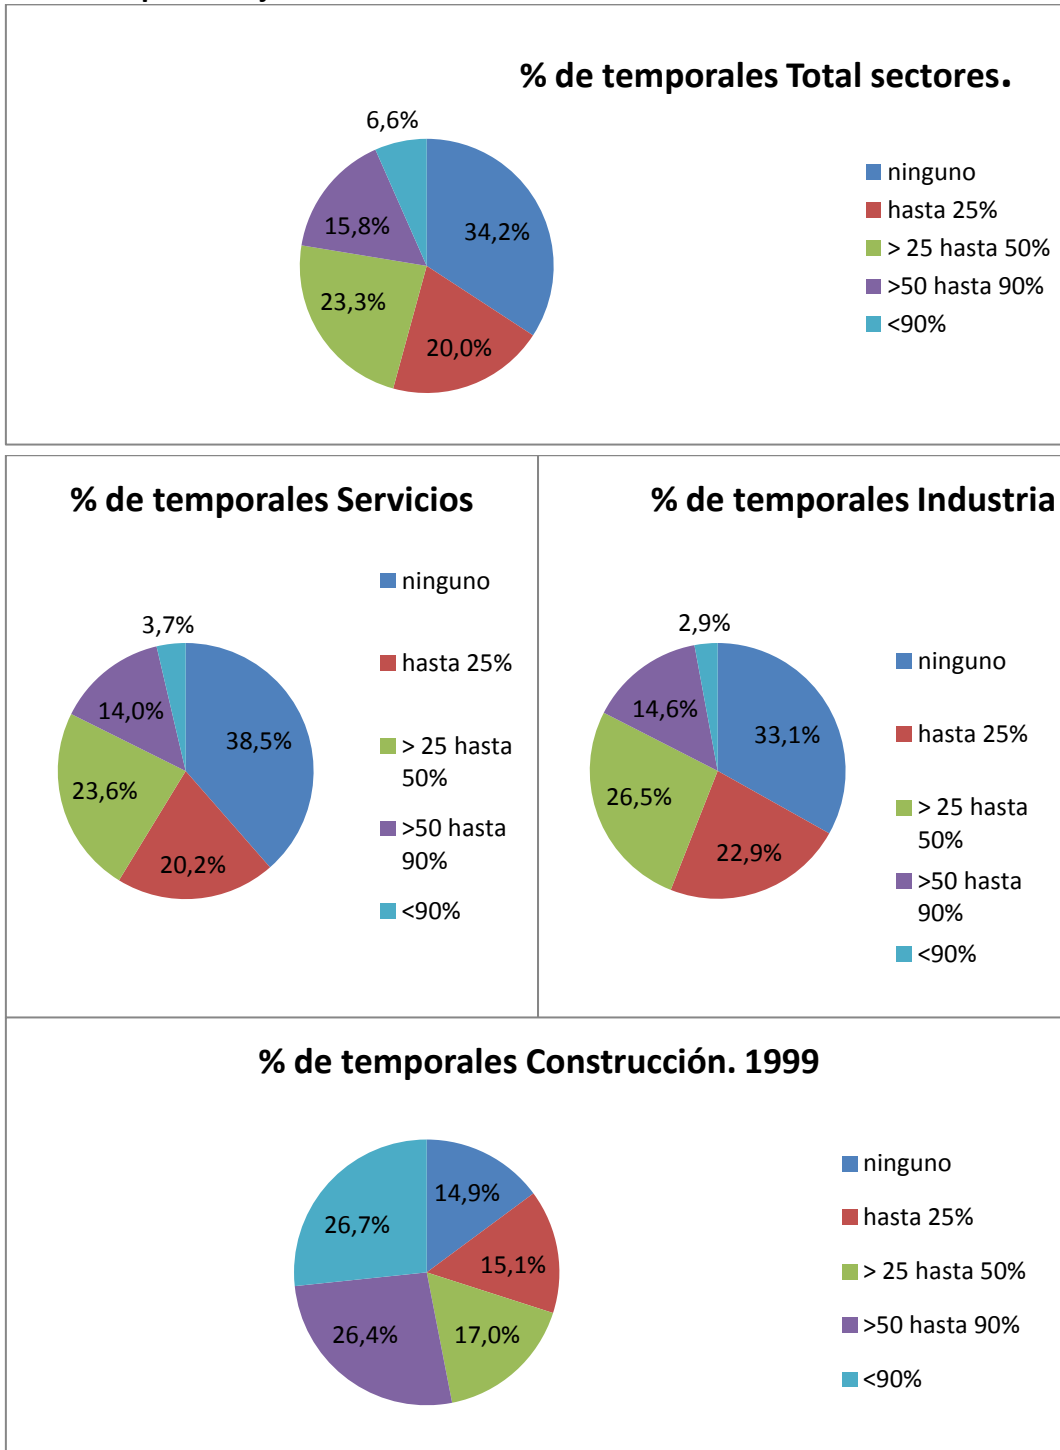 % de temporales Total sectores.
6,6%
34,2%
15,8%
23,3%
20,0%
ninguno
hasta 25%
> 25 hasta 50%
>50 hasta 90%
<90%
% de temporales Servicios
3,7%
14,0%
38,5%
23,6%
20,2%
ninguno
hasta 25%
> 25 hasta
50%
>50 hasta
90%
<90%
% de temporales Industria
2,9%
14,6%
33,1%
26,5%
22,9%
ninguno
hasta 25%
> 25 hasta
50%
>50 hasta
90%
<90%
% de temporales Construcción. 1999
14,9%
26,7%
15,1%
26,4%
17,0%
ninguno
hasta 25%
> 25 hasta 50%
>50 hasta 90%
<90%